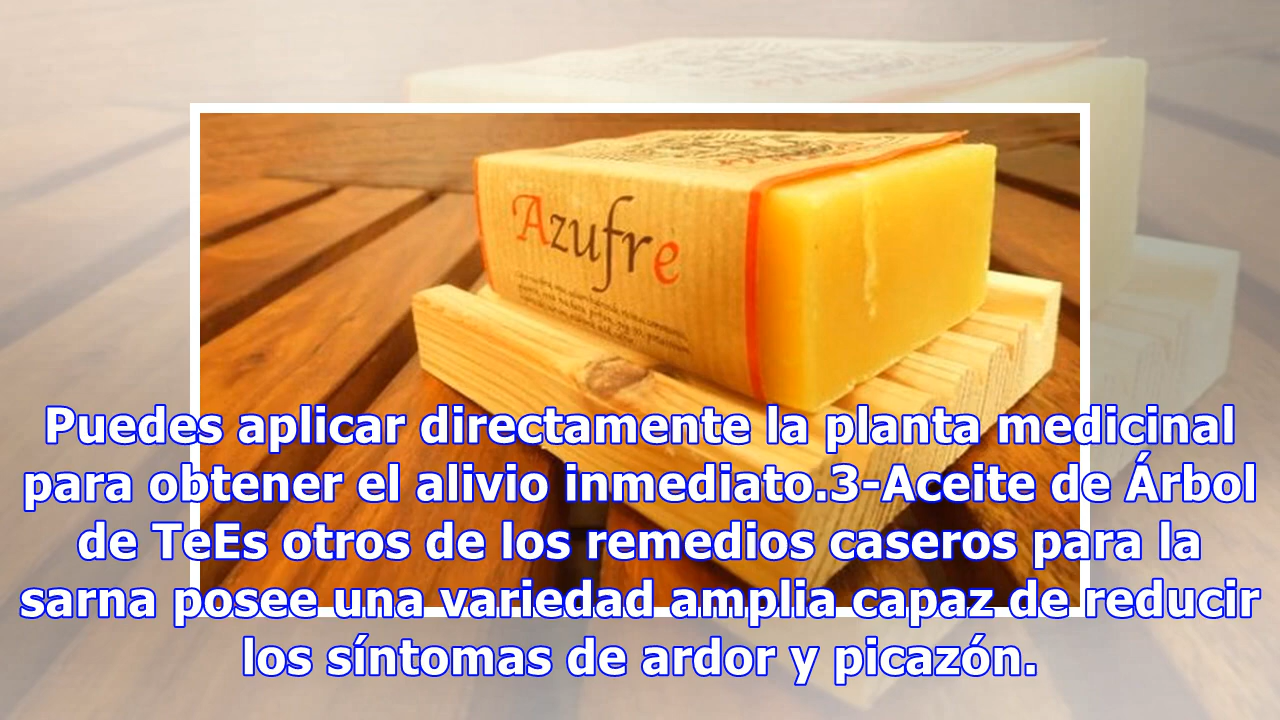 Azufre
Puedes aplicar directamente la planta medicinal
para obtener el alivio inmediato.3-Aceite de Árbol
de TeEs otros de los remedios caseros para la
sarna posee una variedad amplia capaz de reducir
los síntomas de ardor y picazón.